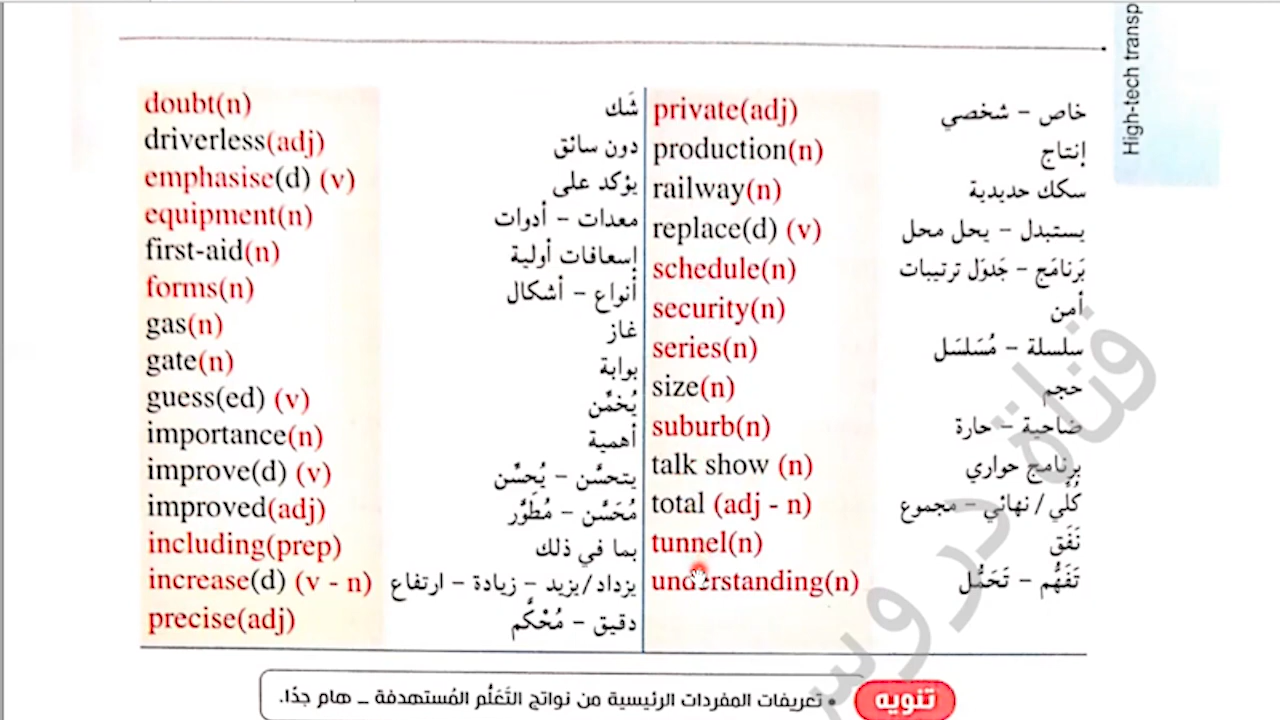 High-tech transp
doubt(n) شَك
driverless(adj) دون سائق
emphasise(d) (v) يؤكد على
equipment(n) معدات – أدوات
first-aid(n) إسعافات أولية
forms(n) أنواع – أشكال
gas(n) غاز
gate(n) بوابة
guess(ed) (v) يُخمِّن
importance(n) أهمية
improve(d) (v) يتحسَّن – يُحسِّن
improved(adj) مُحَسَّن – مُطَوَّر
including(prep) بما في ذلك
increase(d) (v - n) يزداد/يزيد – زيادة – ارتفاع
precise(adj) دقيق – مُحْكَم
private(adj) خاص – شخصي
production(n) إنتاج
railway(n) سكك حديدية
replace(d) (v) يستبدل – يحل محل
schedule(n) بَرنامَج – جَدوَل ترتيبات
security(n) أمن
series(n) سلسلة – مُسَلسَل
size(n) حجم
suburb(n) ضاحية – حارة
talk show (n) برنامج حواري
total (adj - n) كُلِّي/نهائي – مجموع
tunnel(n) نَفَق
understanding(n) تَفَهُّم – تَحَمُّل
قناة دروس
تنويه
• تعريفات المفردات الرئيسية من نواتج التَعَلُم المُستهدفة – هام جدًا.